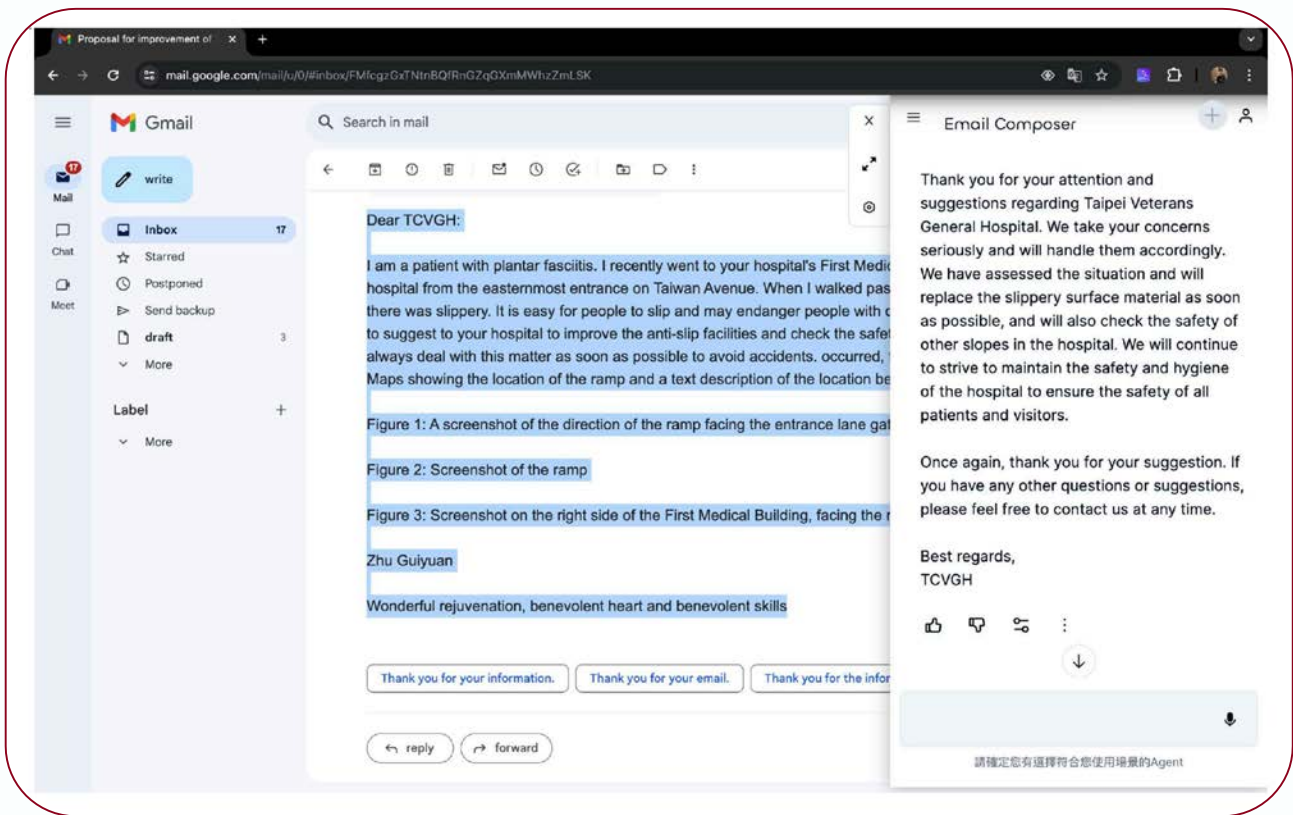 Proposal for improvement of
mail.google.com/mail/u/0/#inbox/FMfcgzGxTNtnBQfRnGZqGXmMWhzZmLSK
Gmail
Search in mail
X
Email Composer
17
Mail
Chat
Meet
write
Inbox 17
Starred
Postponed
Send backup
draft 3
More
Label +
More
Dear TCVGH:
I am a patient with plantar fasciitis. I recently went to your hospital's First Medic
hospital from the easternmost entrance on Taiwan Avenue. When I walked pas
there was slippery. It is easy for people to slip and may endanger people with
to suggest to your hospital to improve the anti-slip facilities and check the safet
always deal with this matter as soon as possible to avoid accidents. occurred,
Maps showing the location of the ramp and a text description of the location be
Figure 1: A screenshot of the direction of the ramp facing the entrance lane gat
Figure 2: Screenshot of the ramp
Figure 3: Screenshot on the right side of the First Medical Building, facing the r
Zhu Guiyuan
Wonderful rejuvenation, benevolent heart and benevolent skills
Thank you for your information.
Thank you for your email.
Thank you for the infor
reply
forward
Thank you for your attention and
suggestions regarding Taipei Veterans
General Hospital. We take your concerns
seriously and will handle them accordingly.
We have assessed the situation and will
replace the slippery surface material as soon
as possible, and will also check the safety of
other slopes in the hospital. We will continue
to strive to maintain the safety and hygiene
of the hospital to ensure the safety of all
patients and visitors.
Once again, thank you for your suggestion. If
you have any other questions or suggestions,
please feel free to contact us at any time.
Best regards,
TCVGH
請確定您有選擇符合您使用場景的Agent